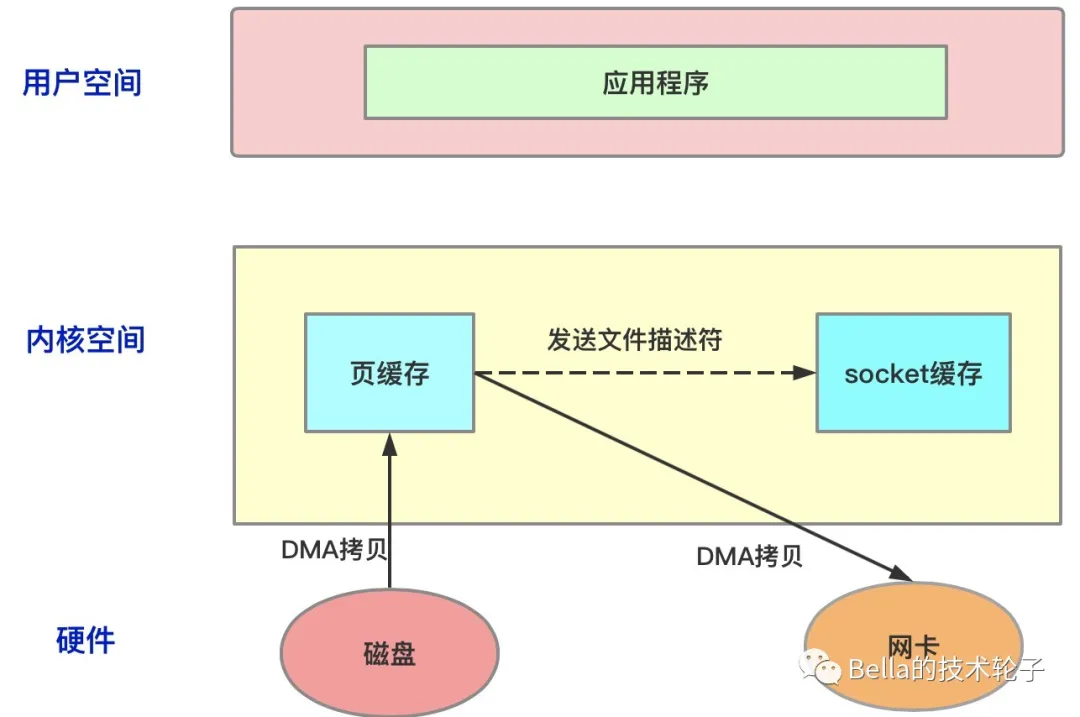 用户空间
应用程序
内核空间
页缓存
发送文件描述符
socket缓存
DMA拷贝
DMA拷贝
硬件
磁盘
网卡
Bella的技术轮子